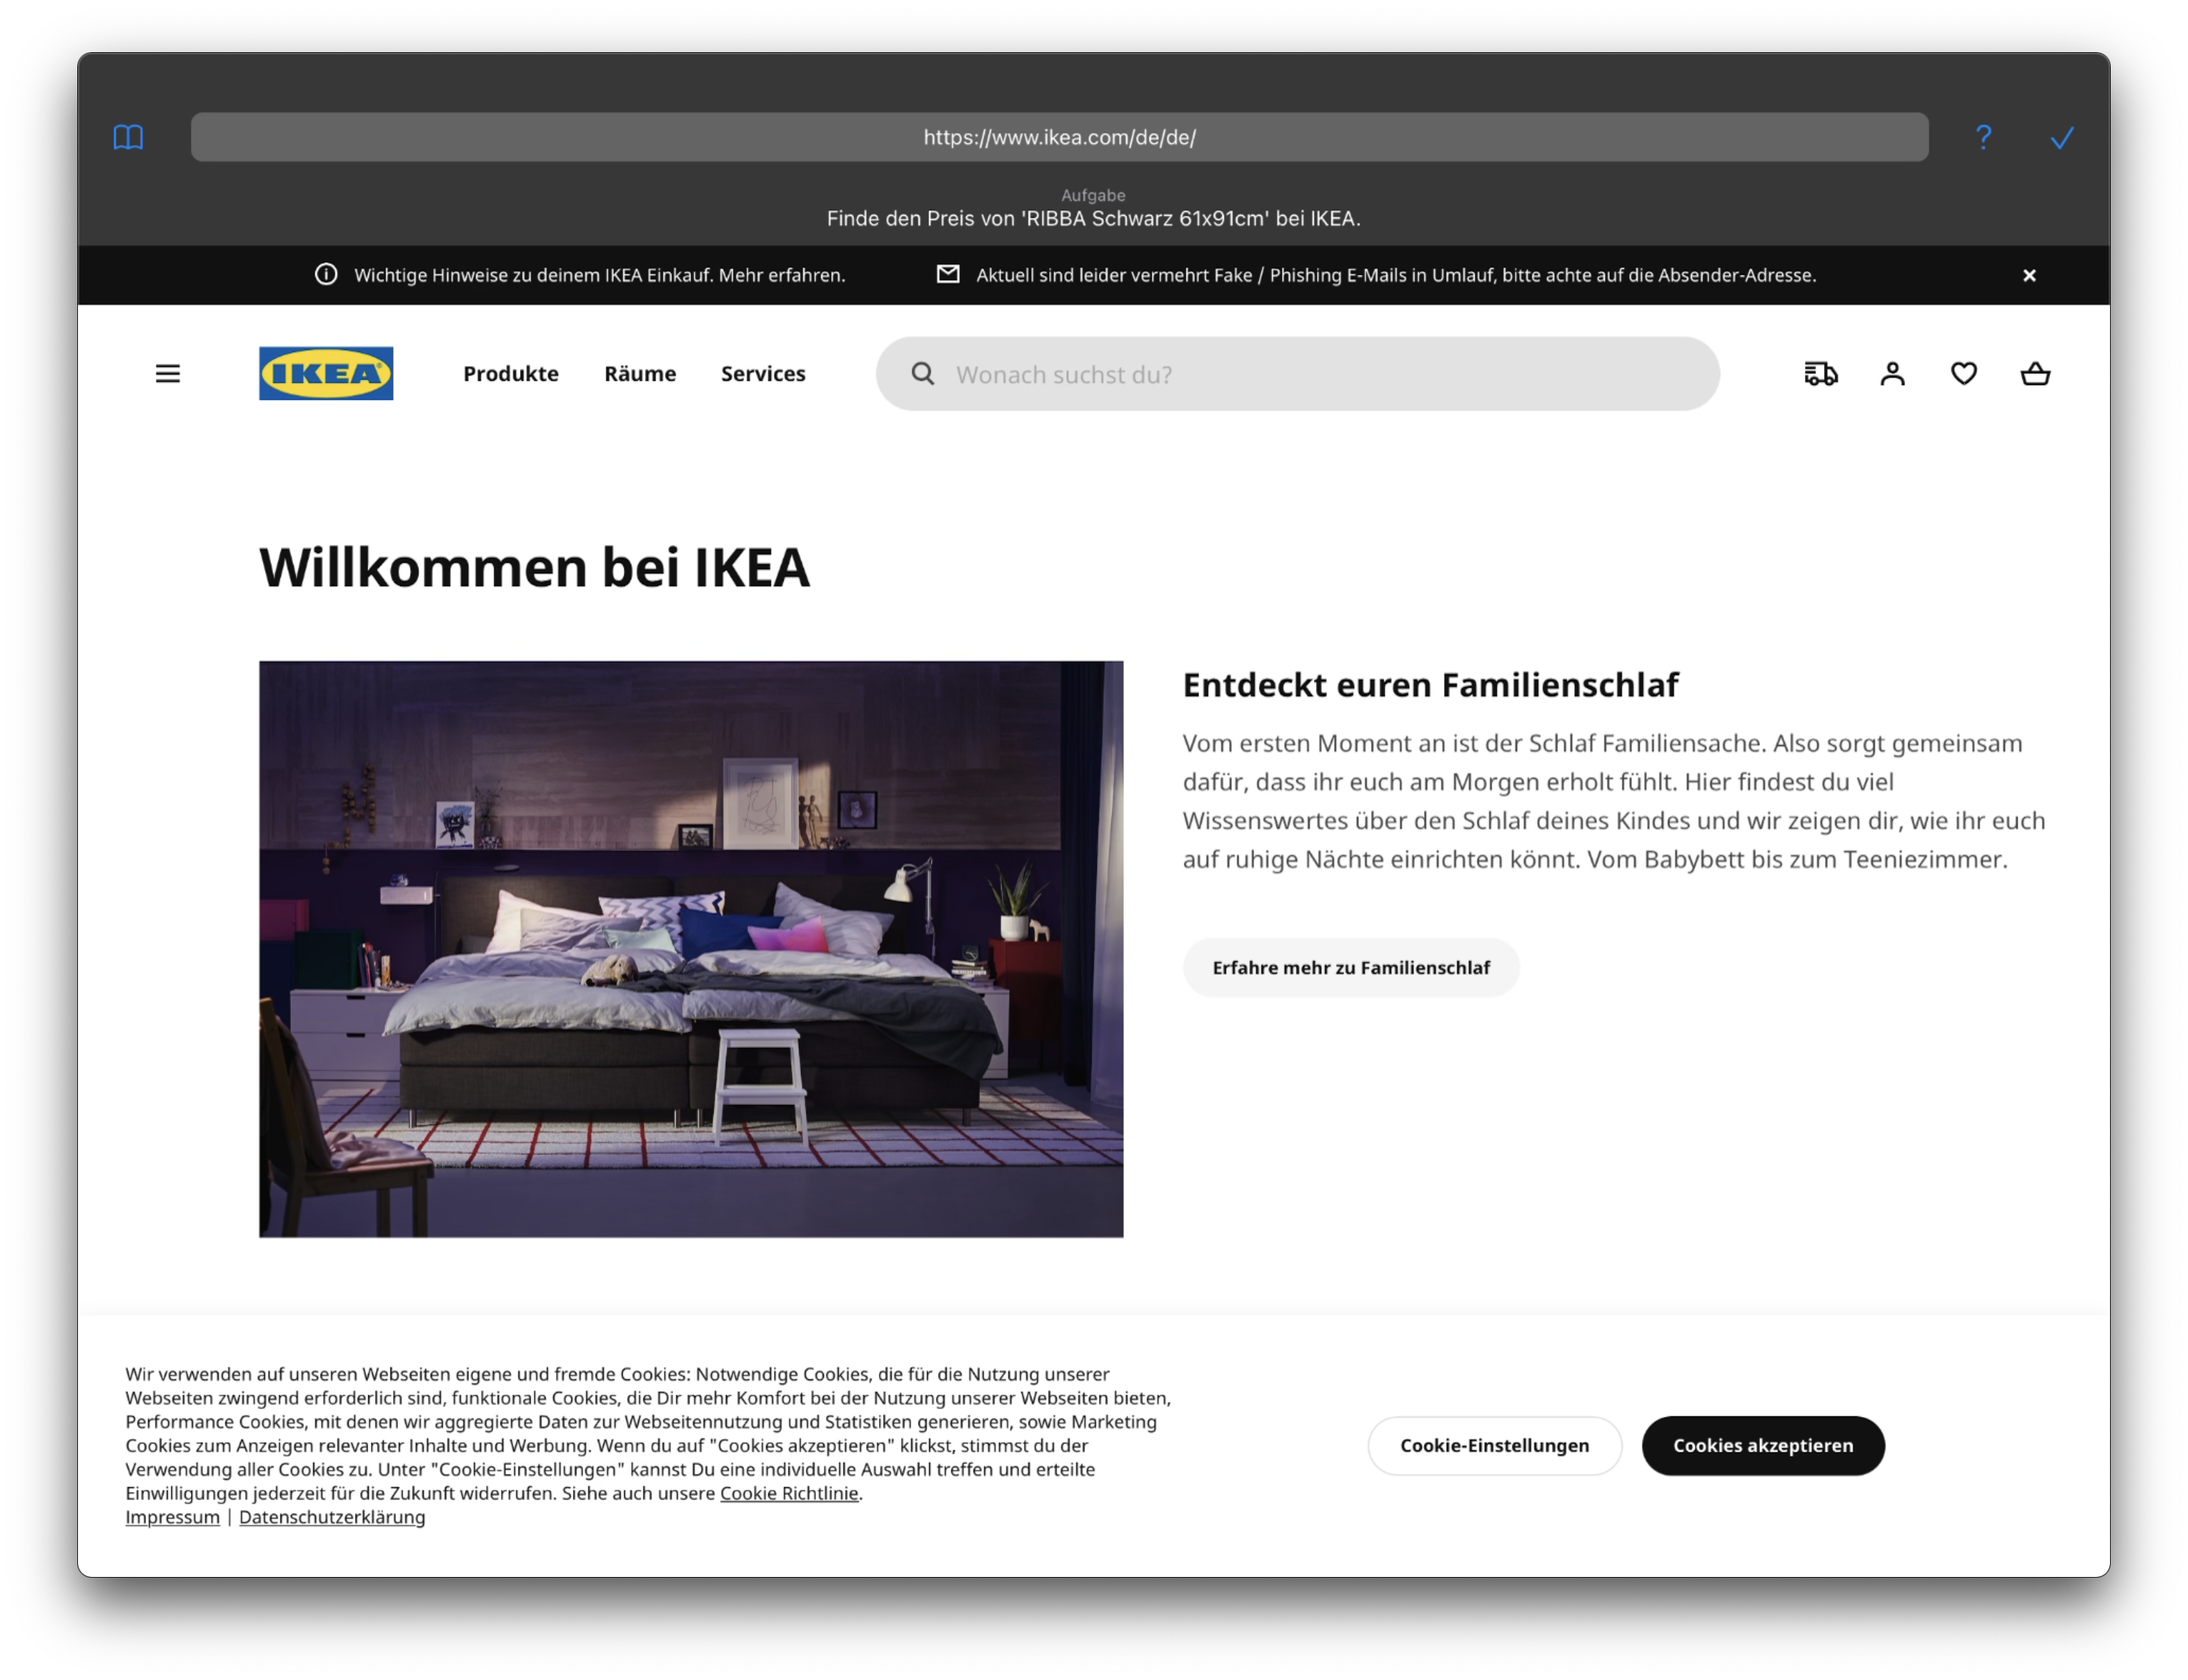 https://www.ikea.com/de/de/
?
Aufgabe
Finde den Preis von 'RIBBA Schwarz 61x91cm' bei IKEA.
Wichtige Hinweise zu deinem IKEA Einkauf. Mehr erfahren.
Aktuell sind leider vermehrt Fake / Phishing E-Mails in Umlauf, bitte achte auf die Absender-Adresse.
IKEA
Produkte
Räume
Services
Wonach suchst du?
Willkommen bei IKEA
Entdeckt euren Familienschlaf
Vom ersten Moment an ist der Schlaf Familiensache. Also sorgt gemeinsam
dafür, dass ihr euch am Morgen erholt fühlt. Hier findest du viel
Wissenswertes über den Schlaf deines Kindes und wir zeigen dir, wie ihr euch
auf ruhige Nächte einrichten könnt. Vom Babybett bis zum Teeniezimmer.
Erfahre mehr zu Familienschlaf
Wir verwenden auf unseren Webseiten eigene und fremde Cookies: Notwendige Cookies, die für die Nutzung unserer
Webseiten zwingend erforderlich sind, funktionale Cookies, die Dir mehr Komfort bei der Nutzung unserer Webseiten bieten,
Performance Cookies, mit denen wir aggregierte Daten zur Webseitennutzung und Statistiken generieren, sowie Marketing
Cookies zum Anzeigen relevanter Inhalte und Werbung. Wenn du auf "Cookies akzeptieren" klickst, stimmst du der
Verwendung aller Cookies zu. Unter "Cookie-Einstellungen" kannst Du eine individuelle Auswahl treffen und erteilte
Einwilligungen jederzeit für die Zukunft widerrufen. Siehe auch unsere Cookie Richtlinie.
Impressum | Datenschutzerklärung
Cookie-Einstellungen
Cookies akzeptieren